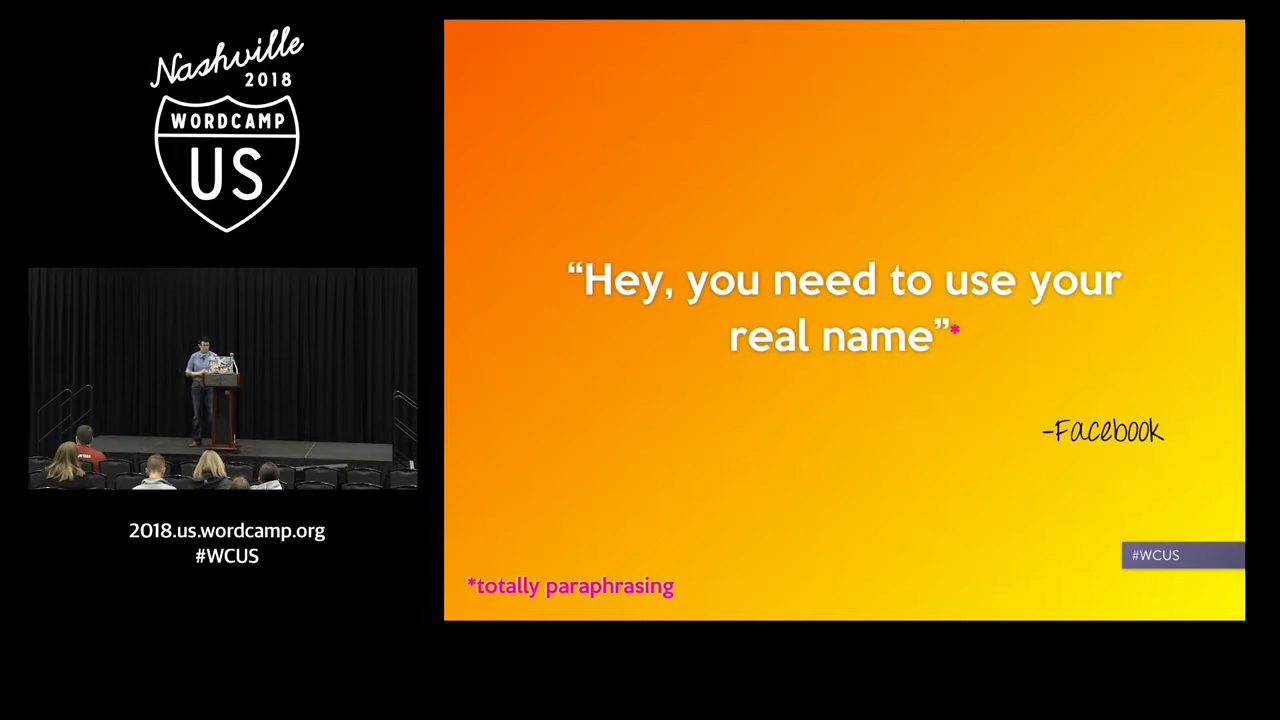 Nashville
2018
WORDCAMP
US
2018.us.wordcamp.org
#WCUS
“Hey, you need to use your
real name”*
-Facebook
#WCUS
*totally paraphrasing